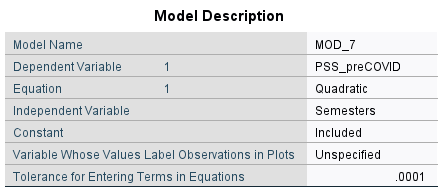 Model Description
Model Name MOD_7
Dependent Variable 1 PSS_preCOVID
Equation 1 Quadratic
Independent Variable Semesters
Constant Included
Variable Whose Values Label Observations in Plots Unspecified
Tolerance for Entering Terms in Equations .0001